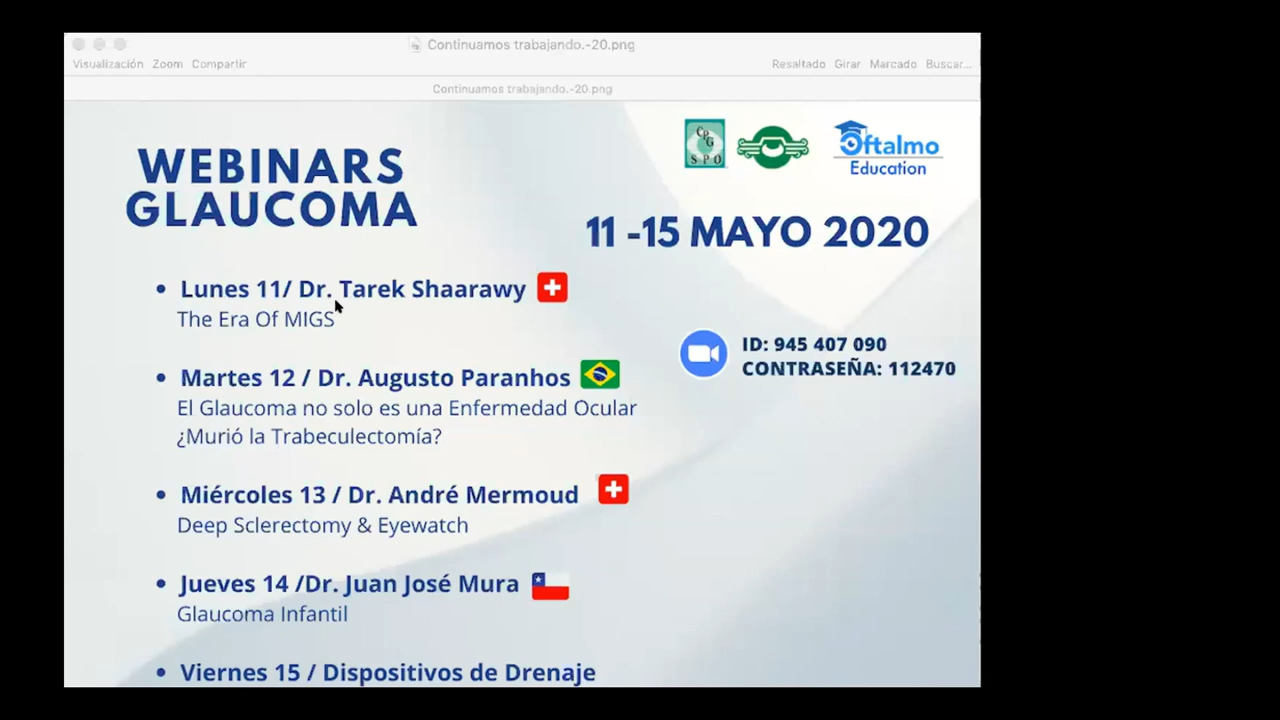 Continuamos trabajando.-20.png
Visualización Zoom Compartir
Resaltado Girar Marcado Buscar...
Continuamos trabajando.-20.png
WEBINARS
GLAUCOMA
CPG
SPO
Oftalmo
Education
11 -15 MAYO 2020
• Lunes 11/ Dr. Tarek Shaarawy
The Era Of MIGS
ID: 945 407 090
CONTRASEÑA: 112470
• Martes 12 / Dr. Augusto Paranhos
El Glaucoma no solo es una Enfermedad Ocular
¿Murió la Trabeculectomía?
• Miércoles 13 / Dr. André Mermoud
Deep Sclerectomy & Eyewatch
• Jueves 14 /Dr. Juan José Mura
Glaucoma Infantil
• Viernes 15 / Dispositivos de Drenaje